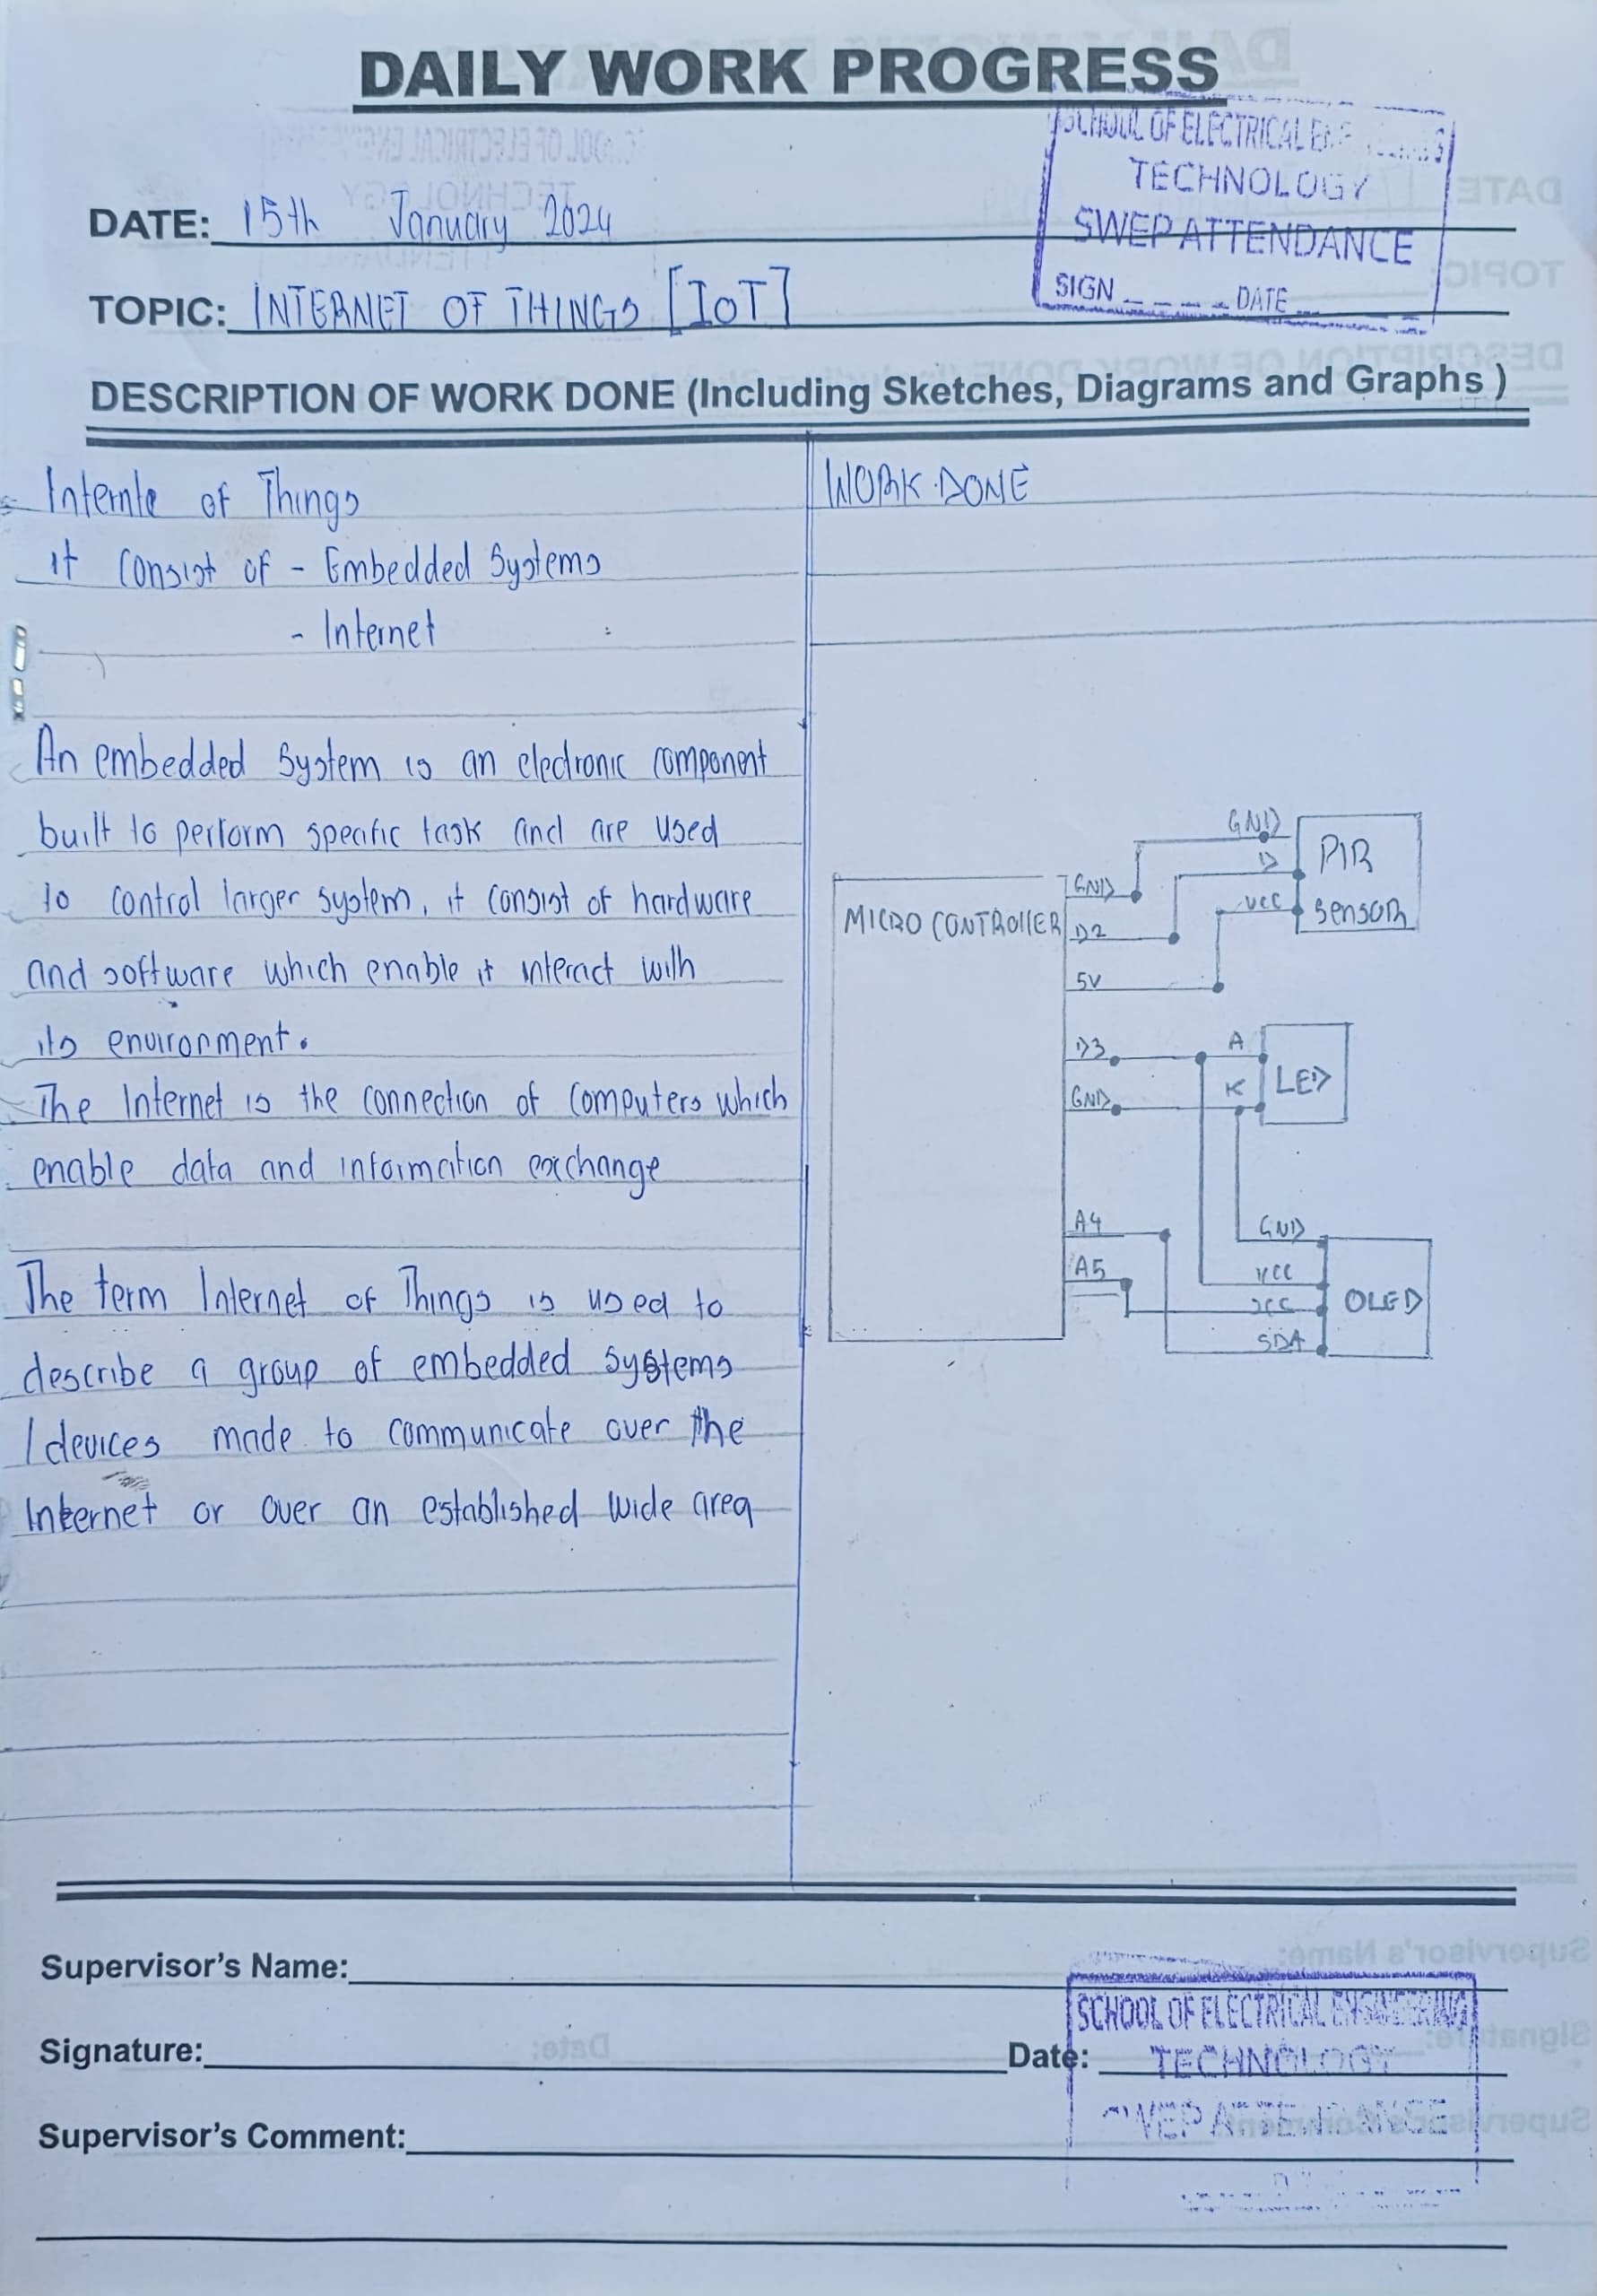 DAILY WORK PROGRESS
SCHOOL OF ELECTRICAL
TECHNOLOGY
SWEP ATTENDANCE
SIGN _ _ _ _ DATE _
DATE: 15th January 2024
TOPIC: INTERNET OF THINGS [IoT]
DESCRIPTION OF WORK DONE (Including Sketches, Diagrams and Graphs )
Internte of Things
it consist of - Embedded Systems
- Internet
An embedded system is an electronic component
built to perform specific task and are used
to control larger system, it consist of hardware
and software which enable it interact with
its environment.
The Internet is the connection of computers which
enable data and information exchange
The term Internet of Things is used to
describe a group of embedded systems
/devices made to communicate over the
Internet or over an established wide area
WORK DONE
MICRO CONTROLLER
GND
D2
5V
D3
GND
A4
A5
GND
D
VCC
PIR
Sensor
A
K
LED
GND
VCC
SDA
OLED
Supervisor's Name:
Signature:
Date:
Supervisor's Comment:
SCHOOL OF ELECTRICAL ENGINEERING
TECHNOLOGY